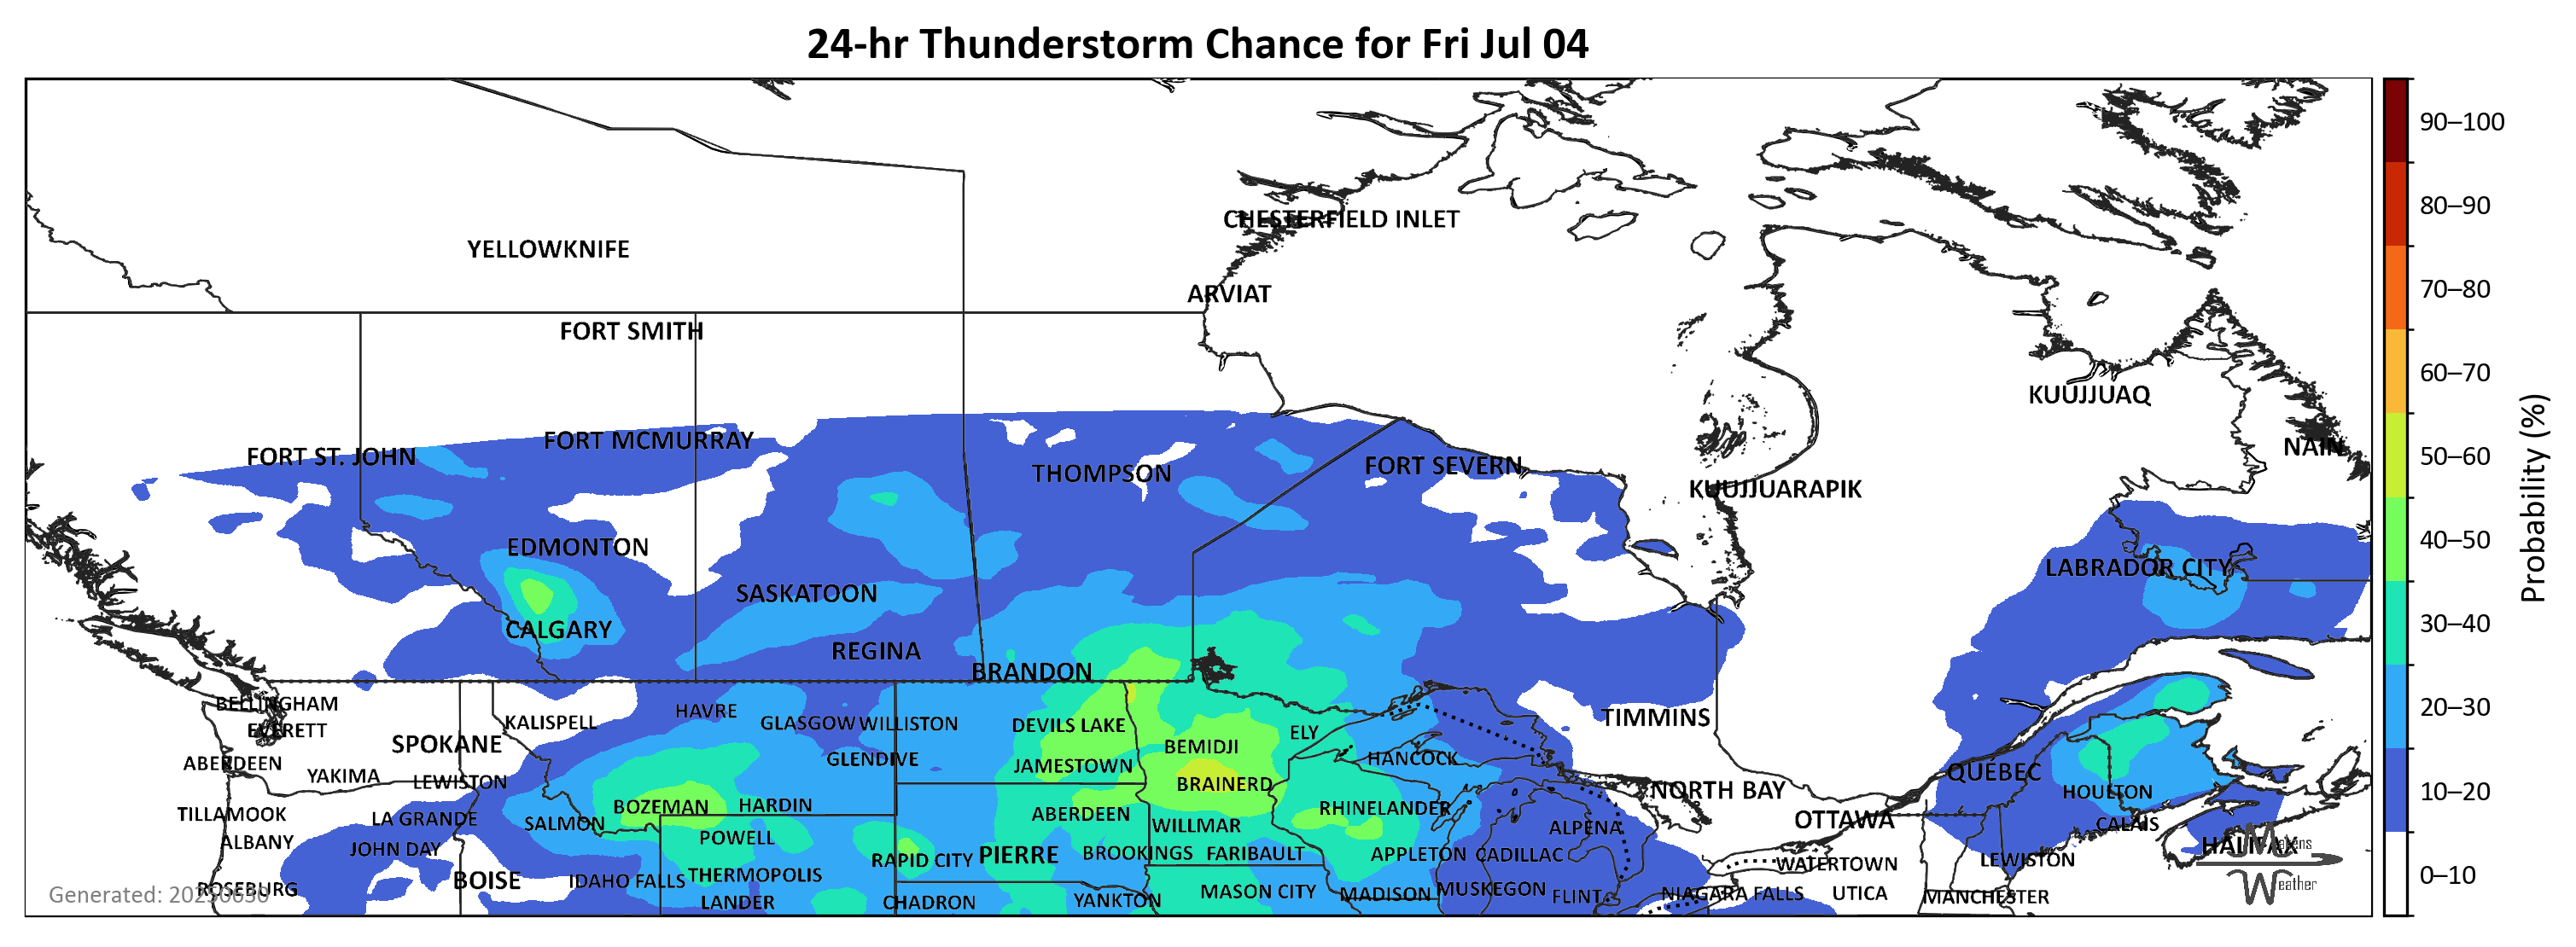 24-hr Thunderstorm Chance for Fri Jul 04
90–100
80–90
CHESTERFIELD INLET
YELLOWKNIFE
70–80
ARVIAT
FORT SMITH
60–70
KUUJJUAQ
FORT MCMURRAY
NAIN
FORT ST. JOHN
50–60
FORT SEVERN
THOMPSON
KUUJJUARAPIK
Probability (%)
40–50
EDMONTON
LABRADOR CITY
SASKATOON
30–40
CALGARY
REGINA
BRANDON
BELLINGHAM
20–30
HAVRE
TIMMINS
KALISPELL
GLASGOW WILLISTON
DEVILS LAKE
EVERETT
ELY
SPOKANE
BEMIDJI
HANCOCK
GLENDIVE
ABERDEEN
JAMESTOWN
QUÉBEC
YAKIMA
LEWISTON
BRAINERD
NORTH BAY
10–20
HOULTON
BOZEMAN
HARDIN
RHINELANDER
TILLAMOOK
ABERDEEN
LA GRANDE
OTTAWA
SALMON
WILLMAR
CALAIS
ALPENA
POWELL
ALBANY
HALIFAX
Makens
JOHN DAY
BROOKINGS
FARIBAULT
PIERRE
APPLETON
CADILLAC
RAPID CITY
LEWISTON
WATERTOWN
THERMOPOLIS
0–10
BOISE
IDAHO FALLS
Weather
MUSKEGON
ROSEBURG
MASON CITY
MADISON
NIAGARA FALLS
UTICA
Generated: 20250630
FLINT
MANCHESTER
YANKTON
LANDER
CHADRON